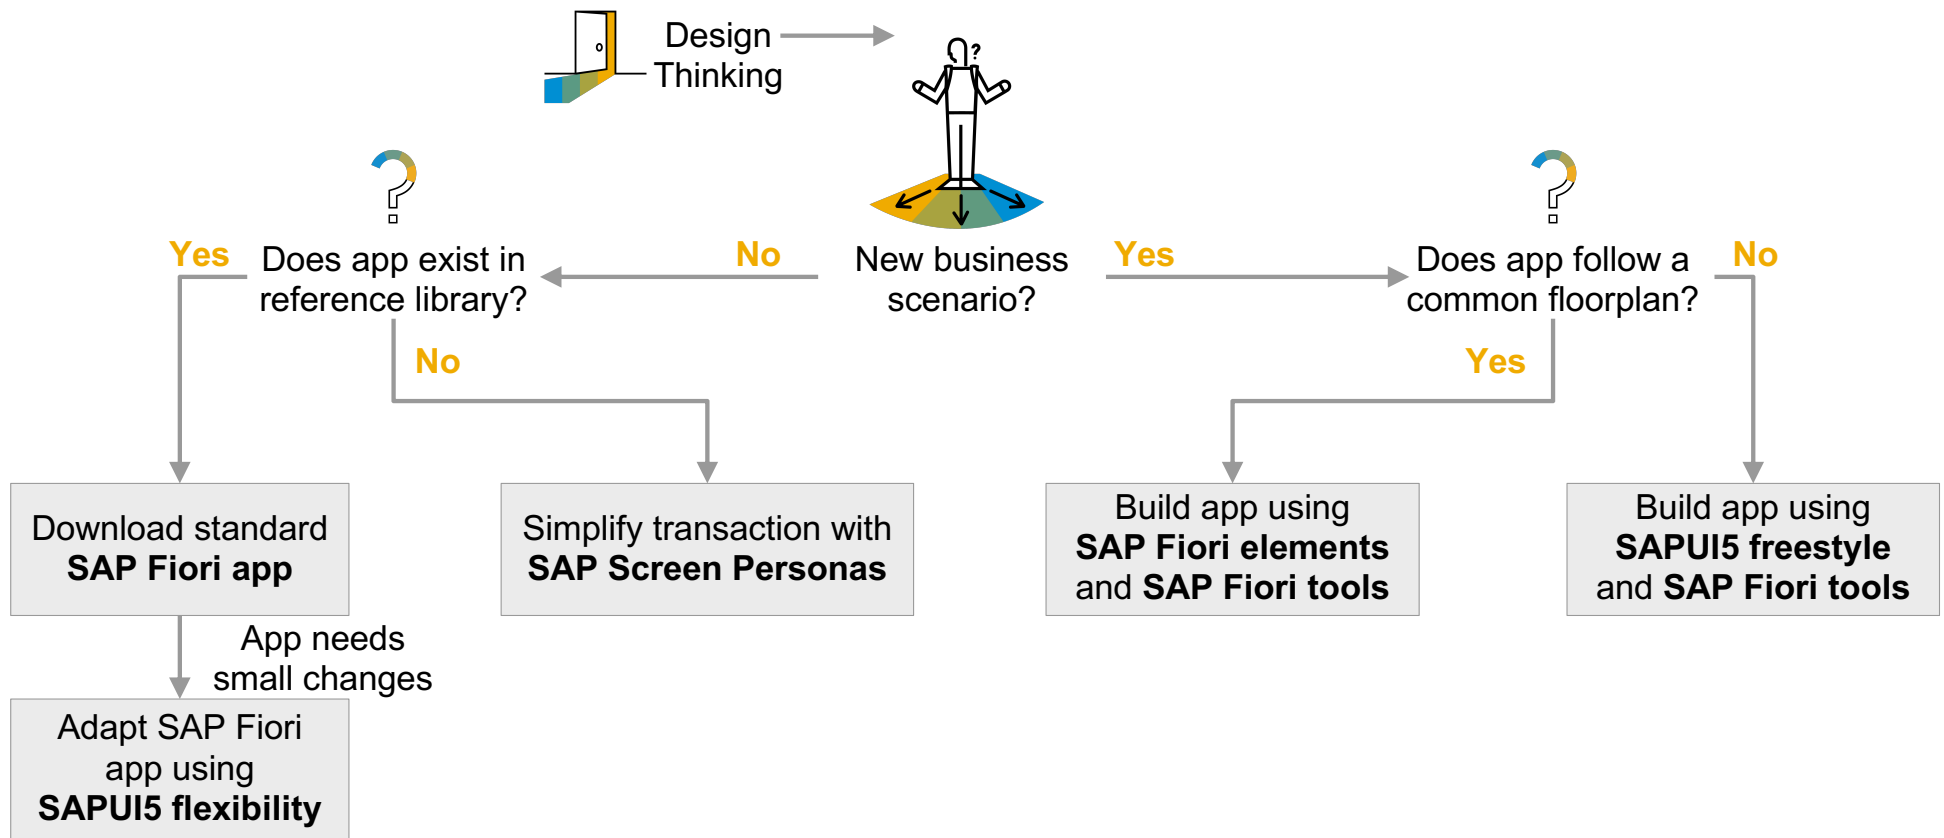 Design
Thinking
?
Yes
Does app exist in
reference library?
No
New business
scenario?
Yes
Does app follow a
common floorplan?
No
No
Yes
Download standard
SAP Fiori app
Simplify transaction with
SAP Screen Personas
Build app using
SAP Fiori elements
and SAP Fiori tools
Build app using
SAPUI5 freestyle
and SAP Fiori tools
App needs
small changes
Adapt SAP Fiori
app using
SAPUI5 flexibility